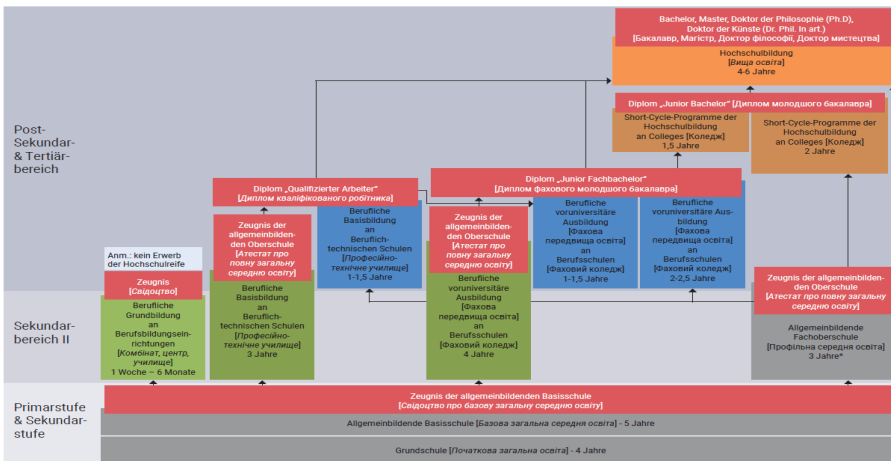 Bachelor, Master, Doktor der Philosophie (Ph.D),
Doktor der Künste (Dr. Phil. In art.)
[Бакалавр, Магістр, Доктор філософії, Доктор мистецтва]
Hochschulbildung
[Вища освіта]
4-6 Jahre
Diplom „Junior Bachelor" [Диплом молодшого бакалавра]
Short-Cycle-Programme der
Hochschulbildung
an Colleges [Коледж]
1,5 Jahre
Short-Cycle-Programme der
Hochschulbildung
an Colleges [Коледж]
2 Jahre
Post-
Sekundar-
& Tertiär-
bereich
Diplom „Qualifizierter Arbeiter"
[Диплом кваліфікованого робітника]
Diplom „Junior Fachbachelor"
[Диплом фахового молодшого бакалавра]
Zeugnis der
allgemeinbilden-
den Oberschule
[Атестат про
повну загальну
середню освіту]
Berufliche
Basisbildung
an
Beruflich-
technischen Schulen
[Професійно-
технічне училище]
1-1,5 Jahre
Zeugnis der
allgemeinbilden-
den Oberschule
[Атестат про
повну загальну
середню освіту]
Berufliche
voruniversitäre
Ausbildung
[Фахова
передвища освіта]
an
Berufsschulen
[Фаховий коледж]
1-1,5 Jahre
Berufliche
voruniversitäre Aus-
bildung
[Фахова
передвища освіта]
an
Berufsschulen
[Фаховий коледж]
2-2,5 Jahre
Anm.: kein Erwerb
der Hochschulreife
Zeugnis
[Свідоцтво]
Zeugnis der
allgemeinbilden-
den Oberschule
[Атестат про повну загальну
середню освіту]
Sekundar-
bereich II
Berufliche
Grundbildung
an
Berufsbildungsein-
richtungen
[Комбінат, центр,
училище]
1 Woche – 6 Monate
Berufliche
Basisbildung
an
Beruflich-
technischen Schulen
[Професійно-
технічне училище]
3 Jahre
Berufliche
voruniversitäre
Ausbildung
[Фахова
передвища освіта]
an
Berufsschulen
[Фаховий коледж]
4 Jahre
Allgemeinbildende
Fachoberschule
[Профільна середня освіта]
3 Jahre*
Primarstufe
& Sekundar-
stufe
Zeugnis der allgemeinbildenden Basisschule
[Свідоцтво про базову загальну середню освіту]
Allgemeinbildende Basisschule [Базова загальна середня освіта] - 5 Jahre
Grundschule [Початкова загальна освіта] - 4 Jahre